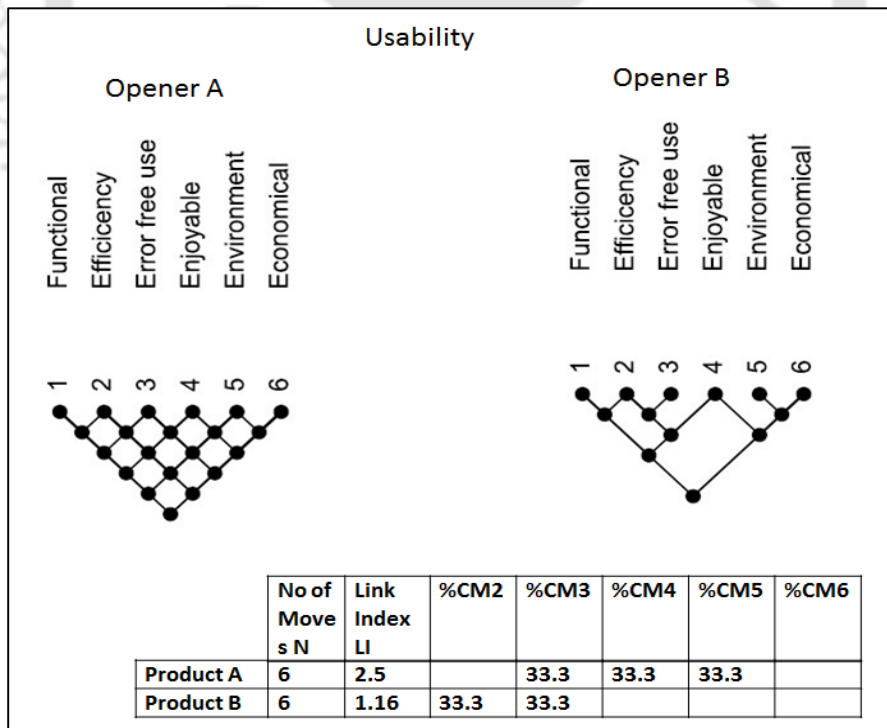 Usability
Opener A
Functional
Efficicency
Error free use
Enjoyable
Environment
Economical
1 2 3 4 5 6
Opener B
Functional
Efficiency
Error free use
Enjoyable
Environment
Economical
1 2 3 4 5 6
No of Move s N Link Index LI %CM2 %CM3 %CM4 %CM5 %CM6
Product A 6 2.5 33.3 33.3 33.3
Product B 6 1.16 33.3 33.3